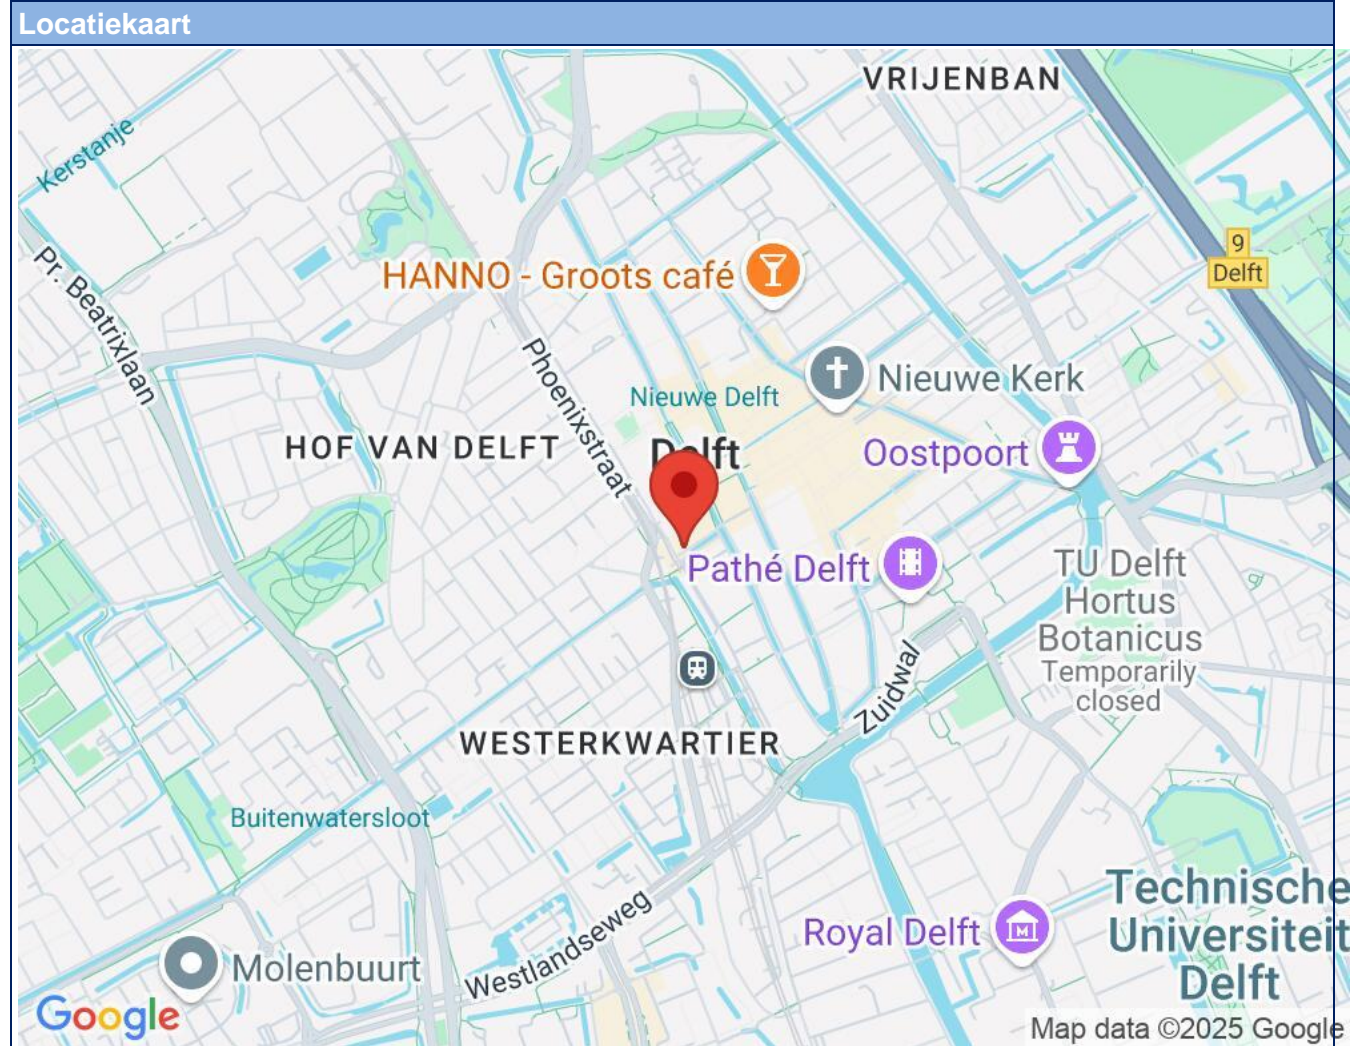 Locatiekaart
VRIJENBAN
Kerstanje
9
Delft
Pr. Beatrixlaan
HANNO - Groots café
Phoenixstraat
Nieuwe Delft
Nieuwe Kerk
HOF VAN DELFT
Delft
Oostpoort
Pathé Delft
TU Delft
Hortus
Botanicus
Temporarily
closed
Zuidwal
WESTERKWARTIER
Buitenwatersloot
Westlandseweg
Royal Delft
Technische
Universiteit
Delft
Molenbuurt
Google
Map data ©2025 Google